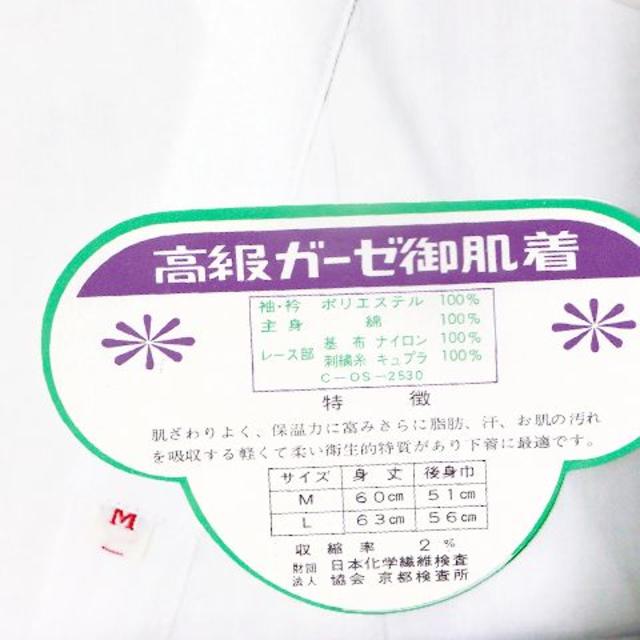 高級ガーゼ御肌着
袖・衿 ポリエステル 100%
主身 綿 100%
レース部 基布 ナイロン 100%
刺繍糸 キュプラ 100%
C-OS-2530
特徴
肌ざわりよく、保温力に富みさらに脂肪、汗、お肌の汚れ
を吸収する軽くて柔い衛生的特質があり下着に最適です。
サイズ 身丈 後身巾
M 60cm 51cm
L 63cm 56cm
収縮率 2%
財団法人 日本化学繊維検査
協会 京都検査所
M